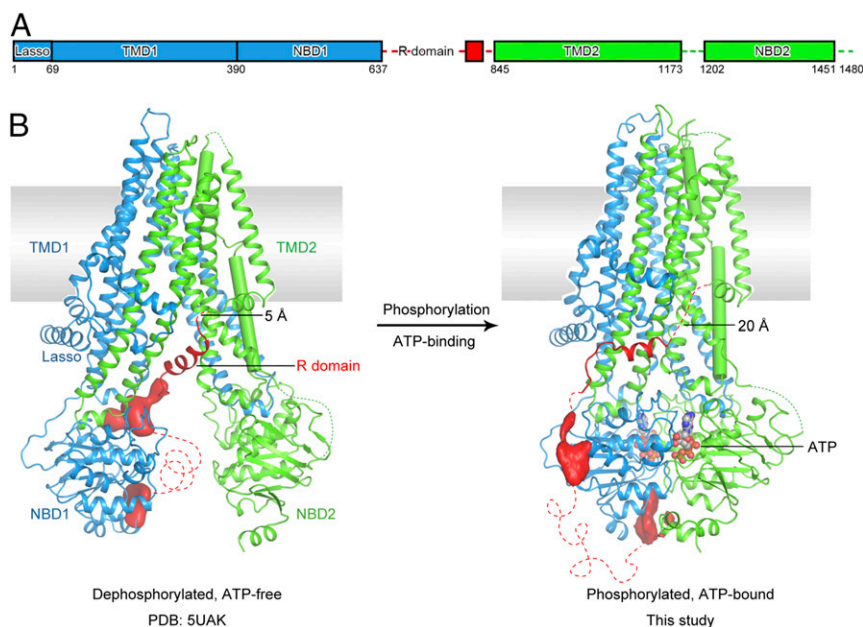 A
Lasso TMD1 NBD1 R domain TMD2 NBD2
1 69 390 637 845 1173 1202 1451 1480
B
TMD1 TMD2
5 Å
Phosphorylation
20 Å
ATP-binding
Lasso
R domain
ATP
NBD1 NBD2
Dephosphorylated, ATP-free Phosphorylated, ATP-bound
PDB: 5UAK This study